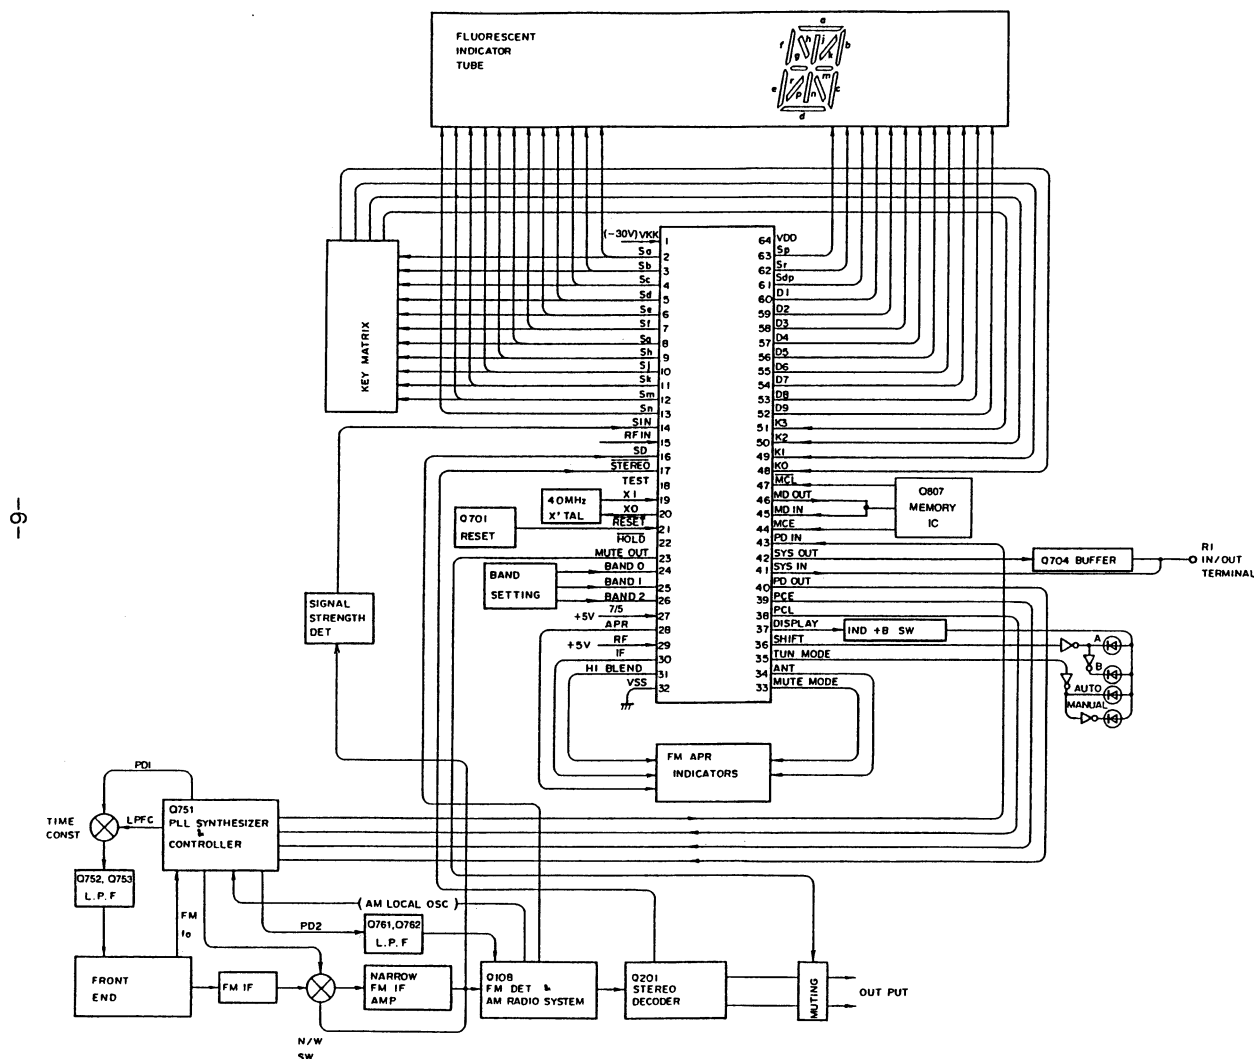 FLUORESCENT
INDICATOR
TUBE
a
f
h
j
b
g
k
e
r
m
c
p
n
d
KEY MATRIX
(-30V) VKK 1
Sa 2
Sb 3
Sc 4
Sd 5
Se 6
Sf 7
Sg 8
Sh 9
Sj 10
Sk 11
Sm 12
Sn 13
SIN 14
RF IN 15
SD 16
STEREO 17
TEST 18
X1 19
XO 20
RESET 21
HOLD 22
MUTE OUT 23
BAND 0 24
BAND 1 25
BAND 2 26
+5V 7/5 27
APR 28
+5V RF 29
IF 30
HI BLEND 31
VSS 32
64 VDD
63 Sp
62 Sr
61 Sdp
60 D1
59 D2
58 D3
57 D4
56 D5
55 D6
54 D7
53 D8
52 D9
51 K3
50 K2
49 K1
48 K0
47 MCL
46 MD OUT
45 MD IN
44 MCE
43 PD IN
42 SYS OUT
41 SYS IN
40 PD OUT
39 PCE
38 PCL
37 DISPLAY
36 SHIFT
35 TUN MODE
34 ANT
33 MUTE MODE
4.0MHz
X' TAL
Q701
RESET
BAND
SETTING
SIGNAL
STRENGTH
DET
Q807
MEMORY
IC
Q704 BUFFER
RI
IN/OUT
TERMINAL
IND +B SW
A
B
AUTO
MANUAL
FM APR
INDICATORS
-9-
PD1
TIME
CONST
LPFC
Q751
PLL SYNTHESIZER
&
CONTROLLER
Q752, Q753
L.P.F
FM
fo
(AM LOCAL OSC)
PD2
Q761, Q762
L.P.F
FRONT
END
FM IF
N/W
SW
NARROW
FM IF
AMP
Q108
FM DET &
AM RADIO SYSTEM
Q201
STEREO
DECODER
MUTING
OUT PUT